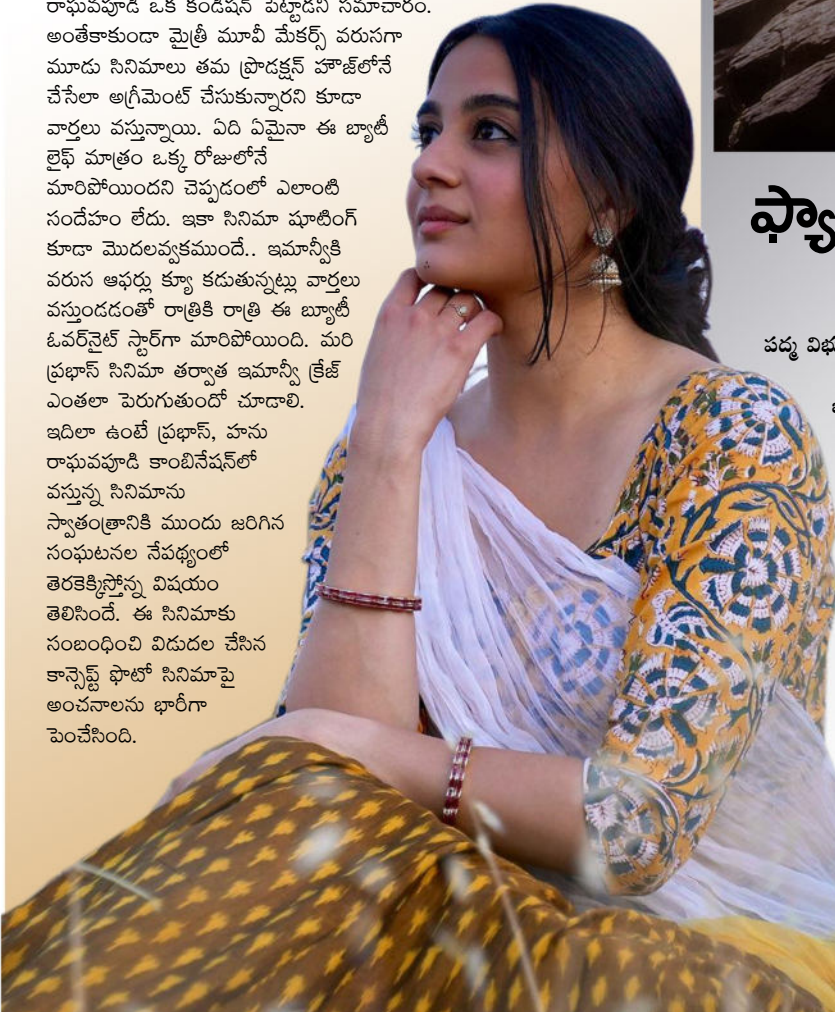 రాఘవపూడి ఒక కండిషన్ పెట్టాడని సమాచారం.
అంతేకాకుండా మైత్రీ మూవీ మేకర్స్ వరుసగా
మూడు సినిమాలు తమ ప్రొడక్షన్ హౌజ్‌లోనే
చేసేలా అగ్రీమెంట్ చేసుకున్నారని కూడా
వార్తలు వస్తున్నాయి. ఏది ఏమైనా ఈ బ్యాటీ
లైఫ్ మాత్రం ఒక్క రోజులోనే
మారిపోయిందని చెప్పడంలో ఎలాంటి
సందేహం లేదు. ఇకా సినిమా షూటింగ్
కూడా మొదలవ్వకముందే.. ఇమాన్వీకి
వరుస ఆఫర్లు క్యూ కడుతున్నట్లు వార్తలు
వస్తుండడంతో రాత్రికి రాత్రి ఈ బ్యూటీ
ఓవర్‌నైట్ స్టార్‌గా మారిపోయింది. మరి
ప్రభాస్ సినిమా తర్వాత ఇమాన్వీ క్రేజ్
ఎంతలా పెరుగుతుందో చూడాలి.
ఇదిలా ఉంటే ప్రభాస్, హను
రాఘవపూడి కాంబినేషన్‌లో
వస్తున్న సినిమాను
స్వాతంత్రానికి ముందు జరిగిన
సంఘటనల నేపథ్యంలో
తెరకెక్కిస్తోన్న విషయం
తెలిసిందే. ఈ సినిమాకు
సంబంధించి విడుదల చేసిన
కాన్సెప్ట్ ఫొటో సినిమాపై
అంచనాలను భారీగా
పెంచేసింది.
ఫ్యా
పద్మ విభూ